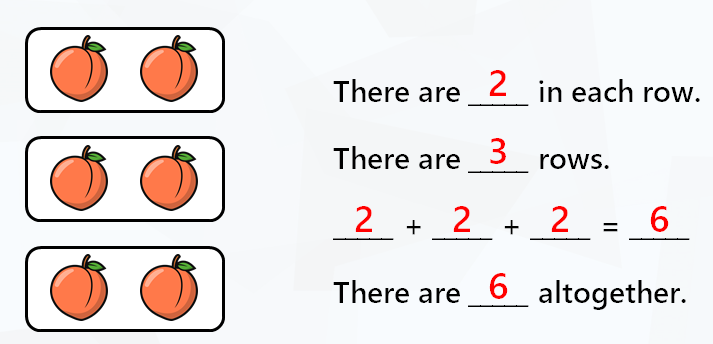 There are 2 in each row.
There are 3 rows.
2 + 2 + 2 = 6
There are 6 altogether.